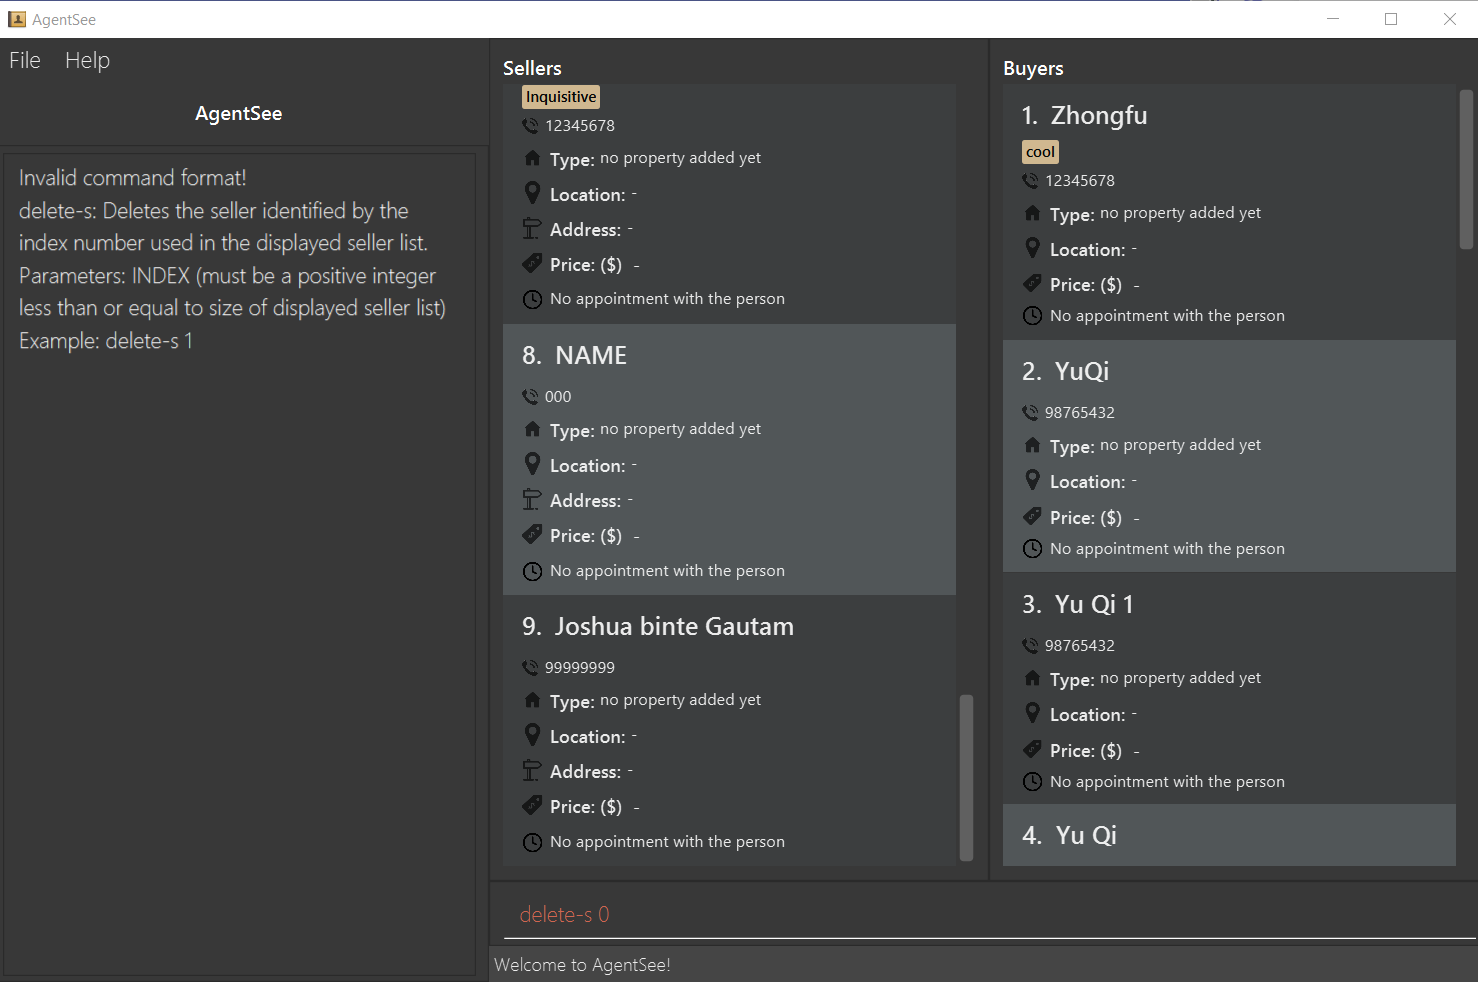 AgentSee
File Help
AgentSee
Invalid command format!
delete-s: Deletes the seller identified by the
index number used in the displayed seller list.
Parameters: INDEX (must be a positive integer
less than or equal to size of displayed seller list)
Example: delete-s 1
Sellers
Inquisitive
12345678
Type: no property added yet
Location: -
Address: -
Price: ($) -
No appointment with the person
8. NAME
000
Type: no property added yet
Location: -
Address: -
Price: ($) -
No appointment with the person
9. Joshua binte Gautam
99999999
Type: no property added yet
Location: -
Address: -
Price: ($) -
No appointment with the person
Buyers
1. Zhongfu
cool
12345678
Type: no property added yet
Location: -
Price: ($) -
No appointment with the person
2. YuQi
98765432
Type: no property added yet
Location: -
Price: ($) -
No appointment with the person
3. Yu Qi 1
98765432
Type: no property added yet
Location: -
Price: ($) -
No appointment with the person
4. Yu Qi
delete-s 0
Welcome to AgentSee!